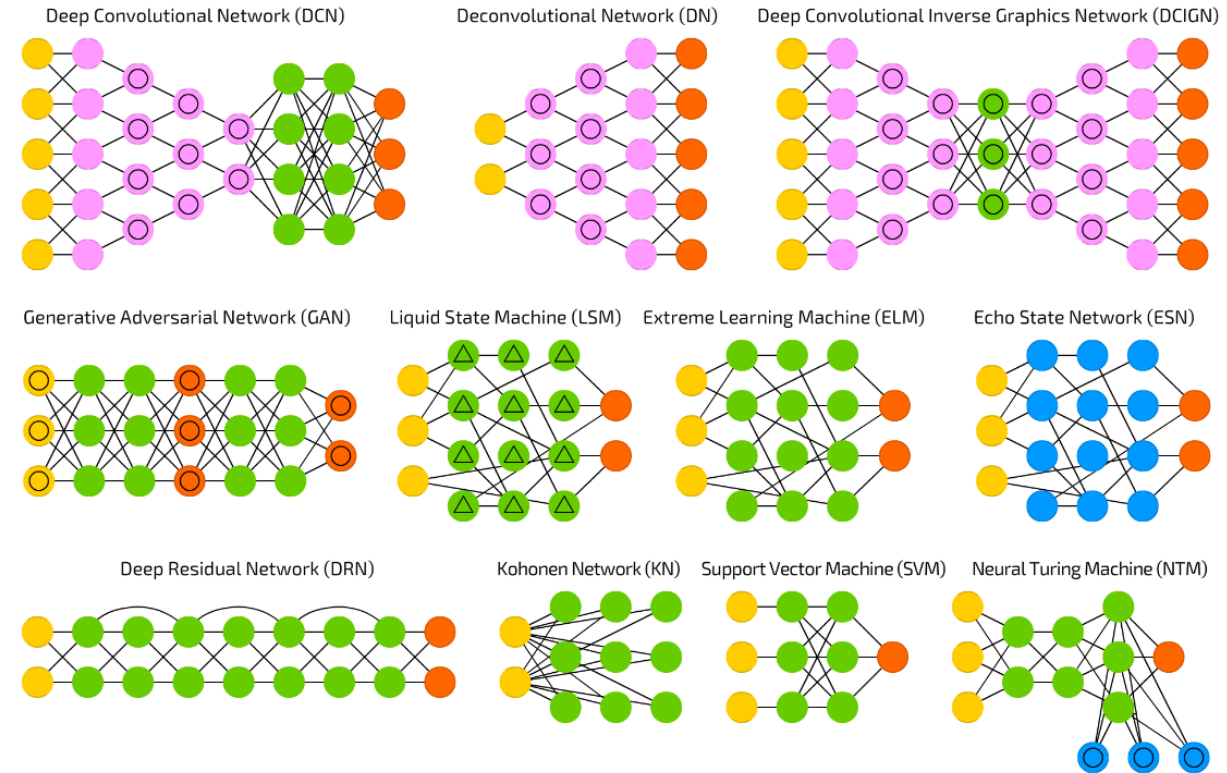 Deep Convolutional Network (DCN)
Deconvolutional Network (DN)
Deep Convolutional Inverse Graphics Network (DCIGN)
Generative Adversarial Network (GAN)
Liquid State Machine (LSM)
Extreme Learning Machine (ELM)
Echo State Network (ESN)
Deep Residual Network (DRN)
Kohonen Network (KN)
Support Vector Machine (SVM)
Neural Turing Machine (NTM)